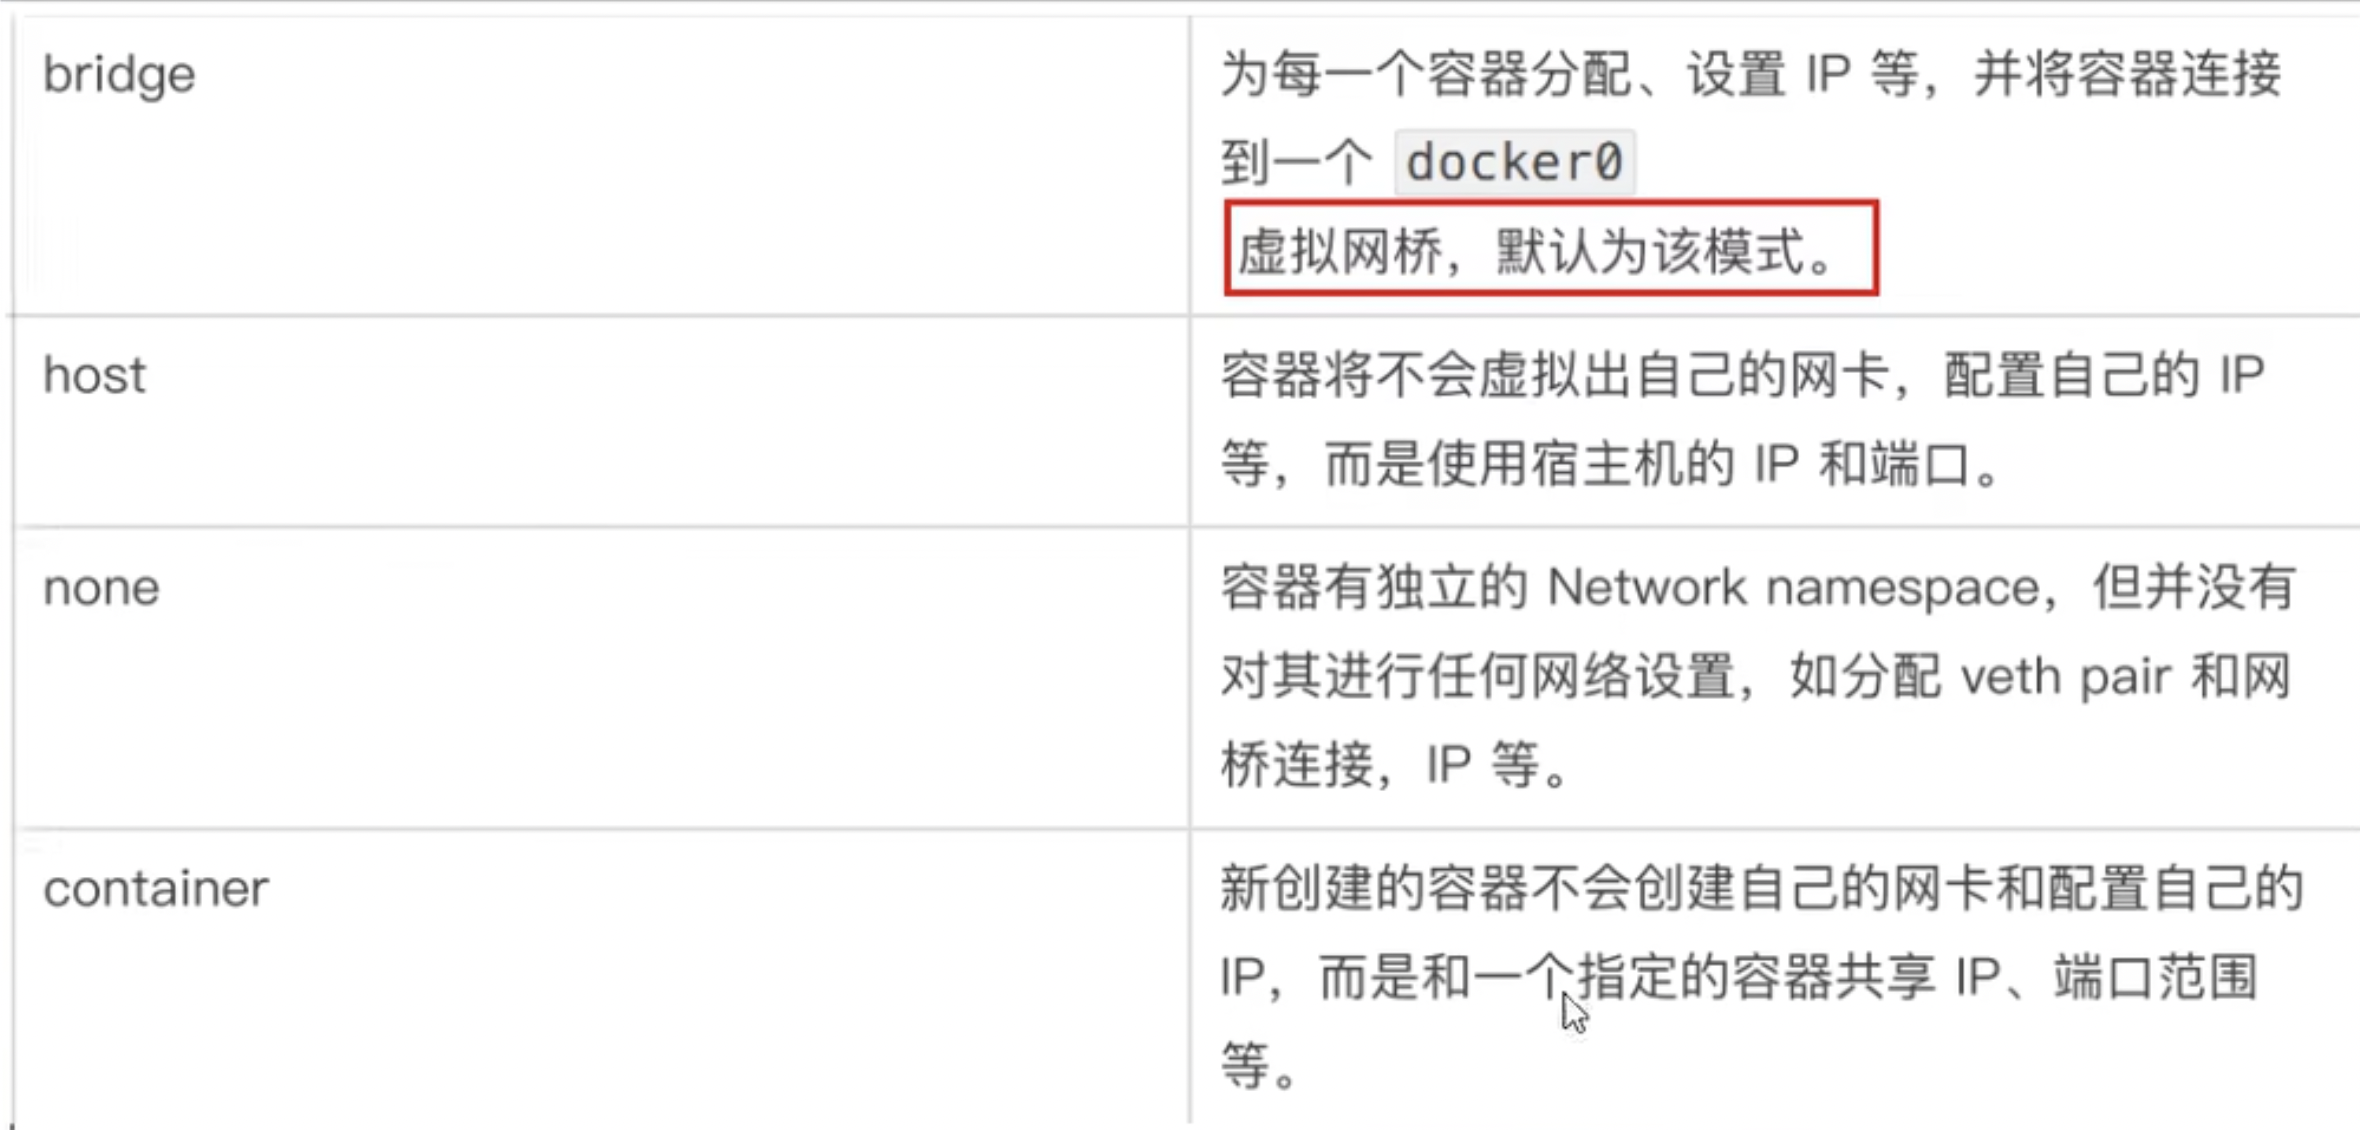 bridge
为每一个容器分配、设置 IP 等，并将容器连接
到一个 docker0
虚拟网桥，默认为该模式。
host
容器将不会虚拟出自己的网卡，配置自己的 IP
等，而是使用宿主机的 IP 和端口。
none
容器有独立的 Network namespace，但并没有
对其进行任何网络设置，如分配 veth pair 和网
桥连接，IP 等。
container
新创建的容器不会创建自己的网卡和配置自己的
IP，而是和一个指定的容器共享 IP、端口范围
等。